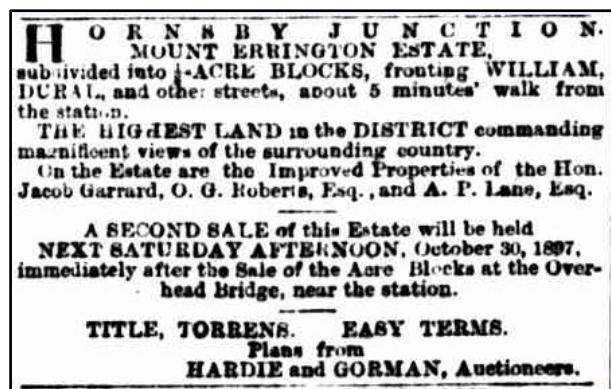 HORNSBY JUNCTION.
MOUNT ERRINGTON ESTATE,
subdivided into ¼-ACRE BLOCKS, fronting WILLIAM,
DURAL, and other streets, about 5 minutes' walk from
the station.
THE HIGHEST LAND in the DISTRICT commanding
magnificent views of the surrounding country.
On the Estate are the Improved Properties of the Hon.
Jacob Garrard, O. G. Roberts, Esq., and A. P. Lane, Esq.
A SECOND SALE of this Estate will be held
NEXT SATURDAY AFTERNOON, October 30, 1897,
immediately after the Sale of the Acre Blocks at the Over-
head Bridge, near the station.
TITLE, TORRENS. EASY TERMS.
Plans from
HARDIE and GORMAN, Auctioneers.